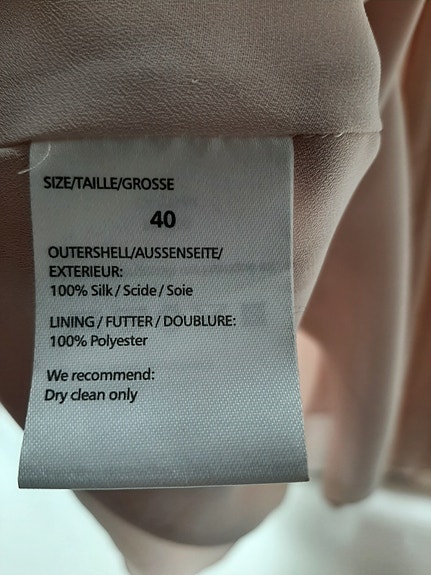 SIZE/TAILLE/GROSSE
40
OUTERSHELL/AUSSENSEITE/
EXTERIEUR:
100% Silk / Scide / Soie
LINING / FUTTER / DOUBLURE:
100% Polyester
We recommend:
Dry clean only